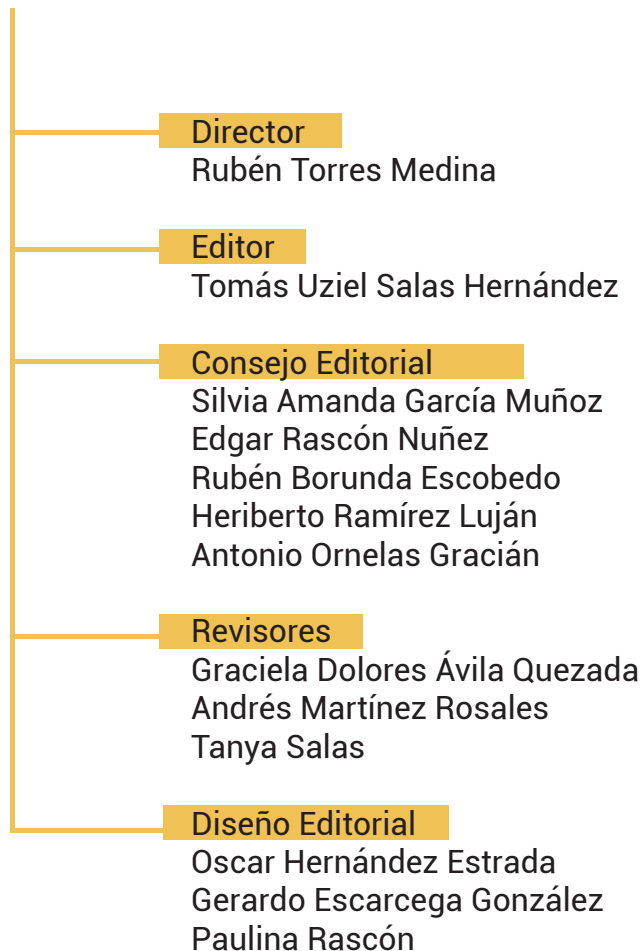 Director
Rubén Torres Medina
Editor
Tomás Uziel Salas Hernández
Consejo Editorial
Silvia Amanda García Muñoz
Edgar Rascón Nuñez
Rubén Borunda Escobedo
Heriberto Ramírez Luján
Antonio Ornelas Gracián
Revisores
Graciela Dolores Ávila Quezada
Andrés Martínez Rosales
Tanya Salas
Diseño Editorial
Oscar Hernández Estrada
Gerardo Escarcega González
Paulina Rascón